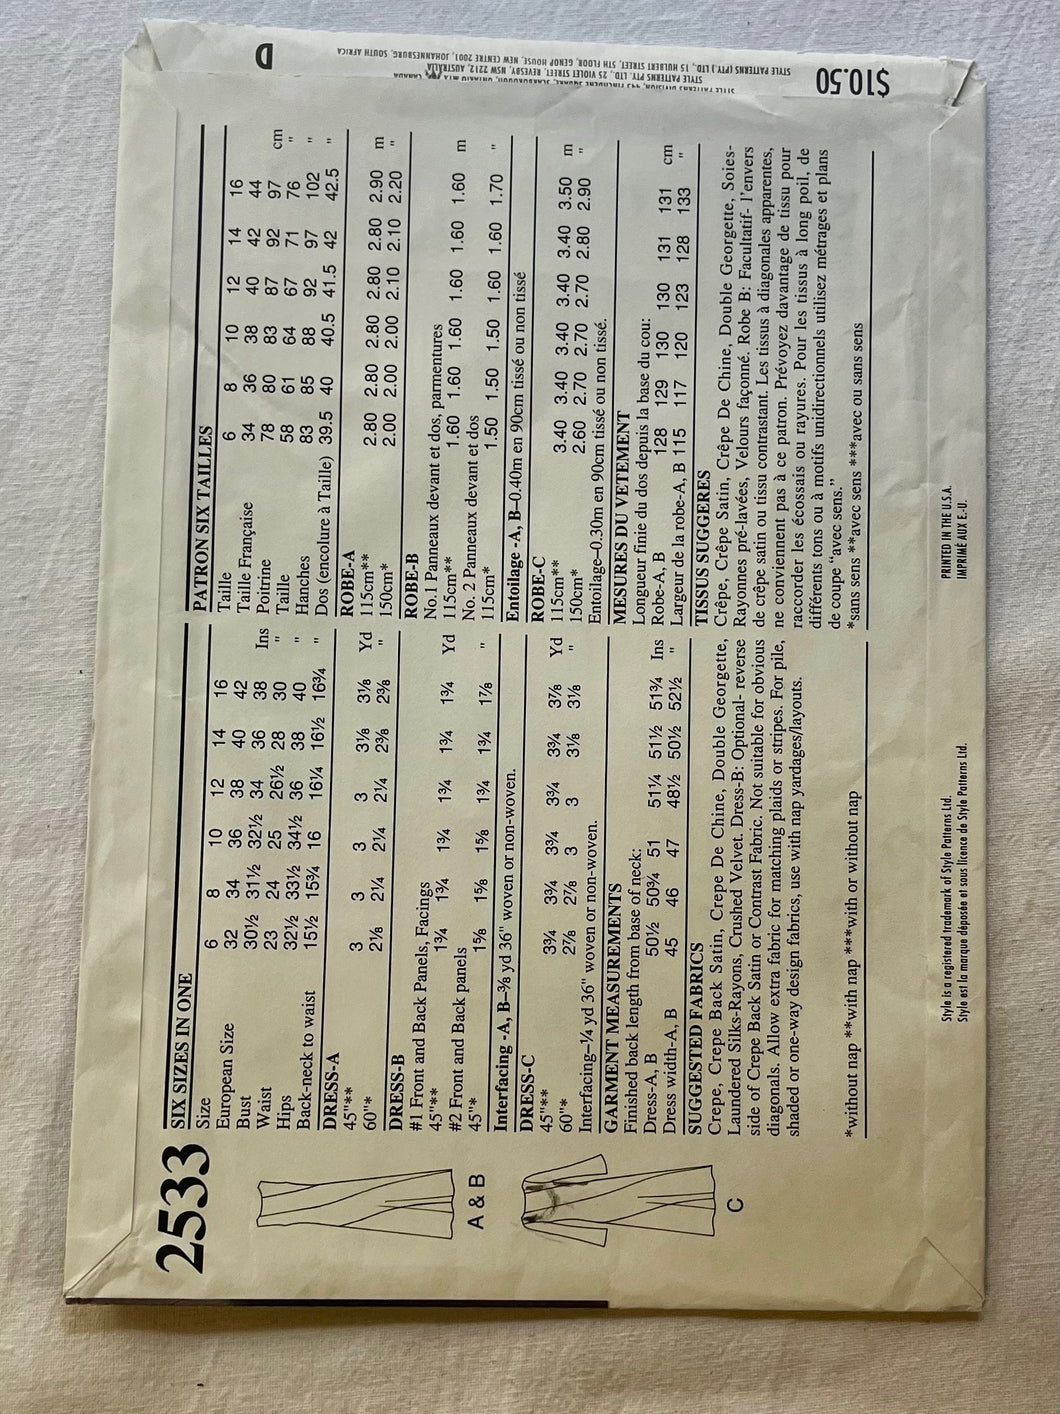 2533
SIX SIZES IN ONE
Size 6 8 10 12 14 16
European Size 32 34 36 38 40 42
Bust 30½ 31½ 32½ 34 36 38 Ins
Waist 23 24 25 26½ 28 30 "
Hips 32½ 33½ 34½ 36 38 40 "
Back-neck to waist 15½ 15¾ 16 16¼ 16½ 16¾ "
DRESS-A
45"** 3 3 3 3 3⅛ 3⅛ Yd
60"* 2⅛ 2¼ 2¼ 2¼ 2⅜ 2⅜ "
DRESS-B
#1 Front and Back Panels, Facings
45"** 1¾ 1¾ 1¾ 1¾ 1¾ 1¾ Yd
#2 Front and Back panels
45"* 1⅝ 1⅝ 1⅝ 1¾ 1¾ 1⅞ "
Interfacing -A, B–⅜ yd 36" woven or non-woven.
DRESS-C
45"** 3¾ 3¾ 3¾ 3¾ 3¾ 3⅞ Yd
60"* 2⅞ 2⅞ 3 3 3⅛ 3⅛ "
Interfacing–¼ yd 36" woven or non-woven.
GARMENT MEASUREMENTS
Finished back length from base of neck:
Dress-A, B 50½ 50¾ 51 51¼ 51½ 51¾ Ins
Dress width-A, B 45 46 47 48½ 50½ 52½ "
SUGGESTED FABRICS
Crepe, Crepe Back Satin, Crepe De Chine, Double Georgette,
Laundered Silks-Rayons, Crushed Velvet. Dress-B: Optional- reverse
side of Crepe Back Satin or Contrast Fabric. Not suitable for obvious
diagonals. Allow extra fabric for matching plaids or stripes. For pile,
shaded or one-way design fabrics, use with nap yardages/layouts.
*without nap **with nap ***with or without nap
A & B
C
PATRON SIX TAILLES
Taille 6 8 10 12 14 16
Taille Française 34 36 38 40 42 44
Poitrine 78 80 83 87 92 97 cm
Taille 58 61 64 67 71 76 "
Hanches 83 85 88 92 97 102 "
Dos (encolure à Taille) 39.5 40 40.5 41.5 42 42.5 "
ROBE-A
115cm** 2.80 2.80 2.80 2.80 2.80 2.90 m
150cm* 2.00 2.00 2.00 2.10 2.10 2.20 "
ROBE-B
No.1 Panneaux devant et dos, parmentures
115cm** 1.60 1.60 1.60 1.60 1.60 1.60 m
No. 2 Panneaux devant et dos
115cm* 1.50 1.50 1.50 1.60 1.60 1.70 "
Entoilage -A, B–0.40m en 90cm tissé ou non tissé
ROBE-C
115cm** 3.40 3.40 3.40 3.40 3.40 3.50 m
150cm* 2.60 2.70 2.70 2.70 2.80 2.90 "
Entoilage–0.30m en 90cm tissé ou non tissé.
MESURES DU VETEMENT
Longueur finie du dos depuis la base du cou:
Robe-A, B 128 129 130 130 131 131 cm
Largeur de la robe-A, B 115 117 120 123 128 133 "
TISSUS SUGGERES
Crêpe, Crêpe Satin, Crêpe De Chine, Double Georgette, Soies-
Rayonnes pré-lavées, Velours façonné. Robe B: Facultatif- l'envers
de crêpe satin ou tissu contrastant. Les tissus à diagonales apparentes,
ne conviennent pas à ce patron. Prévoyez davantage de tissu pour
raccorder les écossais ou rayures. Pour les tissus à long poil, de
différents tons ou à motifs unidirectionnels utilisez métrages et plans
de coupe "avec sens."
*sans sens **avec sens ***avec ou sans sens
Style is a registered trademark of Style Patterns Ltd.
Style est la marque déposée et sous licence de Style Patterns Ltd.
PRINTED IN THE U.S.A.
IMPRIMÉ AUX E.-U.
D
$10.50
STYLE PATTERNS PTY. LTD., 25 VIOLET STREET, REVESBY, NSW 2212, AUSTRALIA
STYLE PATTERNS (PTY.) LTD., 15 HULBERT STREET, 5TH FLOOR, GENOP HOUSE, NEW CENTRE 2001, JOHANNESBURG, SOUTH AFRICA